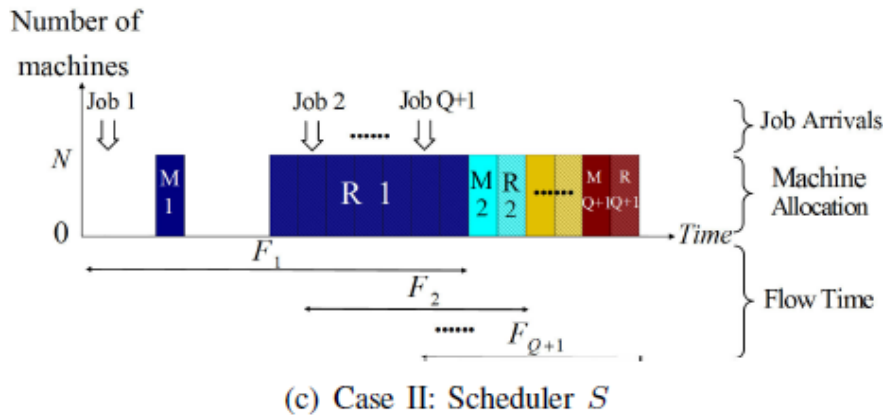 Number of
machines
Job 1
Job 2
Job Q+1
......
Job Arrivals
N
M
1
R 1
M
2
R
2
......
M
Q+1
R
Q+1
Machine
Allocation
0
Time
F1
F2
Flow Time
......
FQ+1
(c) Case II: Scheduler S